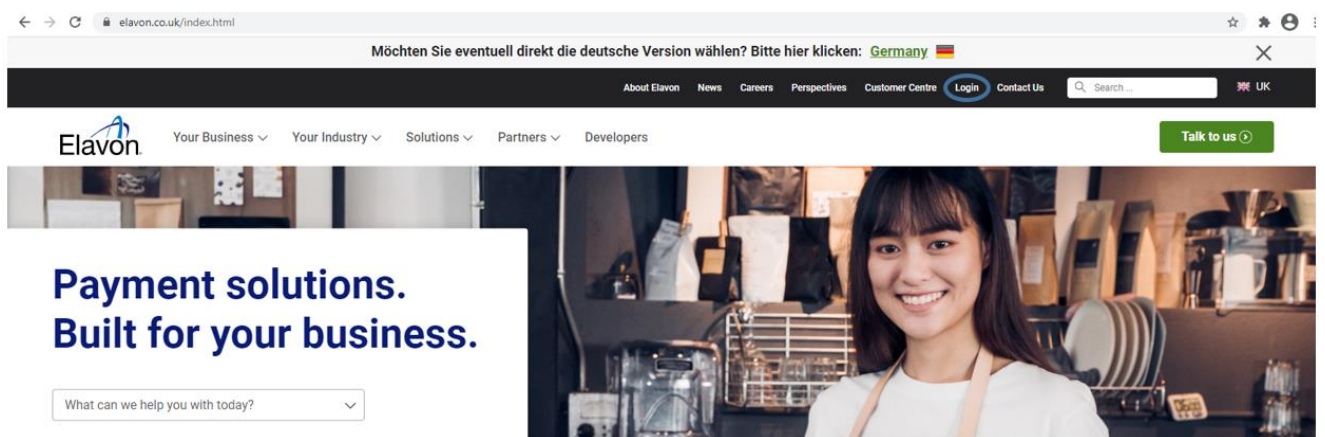 elavon.co.uk/index.html
Möchten Sie eventuell direkt die deutsche Version wählen? Bitte hier klicken: Germany
About Elavon News Careers Perspectives Customer Centre Login Contact Us Search ... UK
Elavon Your Business Your Industry Solutions Partners Developers Talk to us
Payment solutions.
Built for your business.
What can we help you with today?